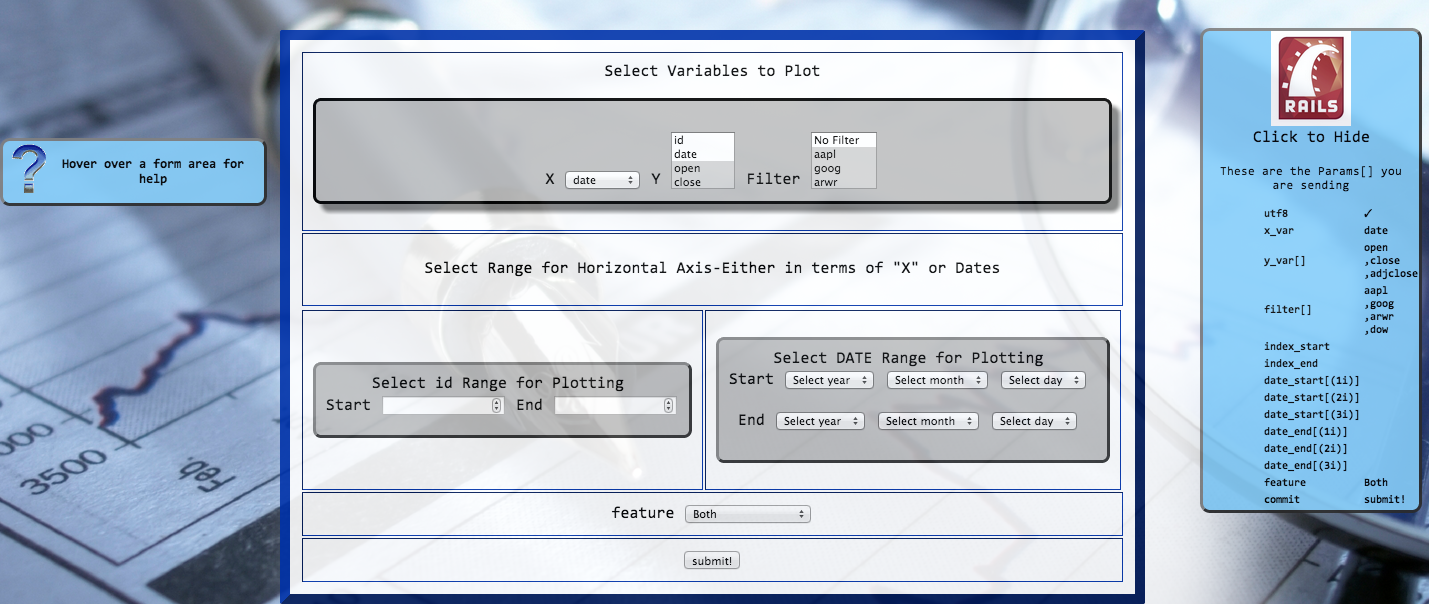 Select Variables to Plot
X date Y
id
date
open
close
Filter
No Filter
aapl
goog
arwr
Hover over a form area for
help
Select Range for Horizontal Axis-Either in terms of "X" or Dates
Select id Range for Plotting
Start End
Select DATE Range for Plotting
Start Select year Select month Select day
End Select year Select month Select day
feature Both
submit!
RAILS
Click to Hide
These are the Params[] you
are sending
utf8 ✓
x_var date
y_var[] open
,close
,adjclose
filter[] aapl
,goog
,arwr
,dow
index_start
index_end
date_start[(1i)]
date_start[(2i)]
date_start[(3i)]
date_end[(1i)]
date_end[(2i)]
date_end[(3i)]
feature Both
commit submit!
3500
Feb.